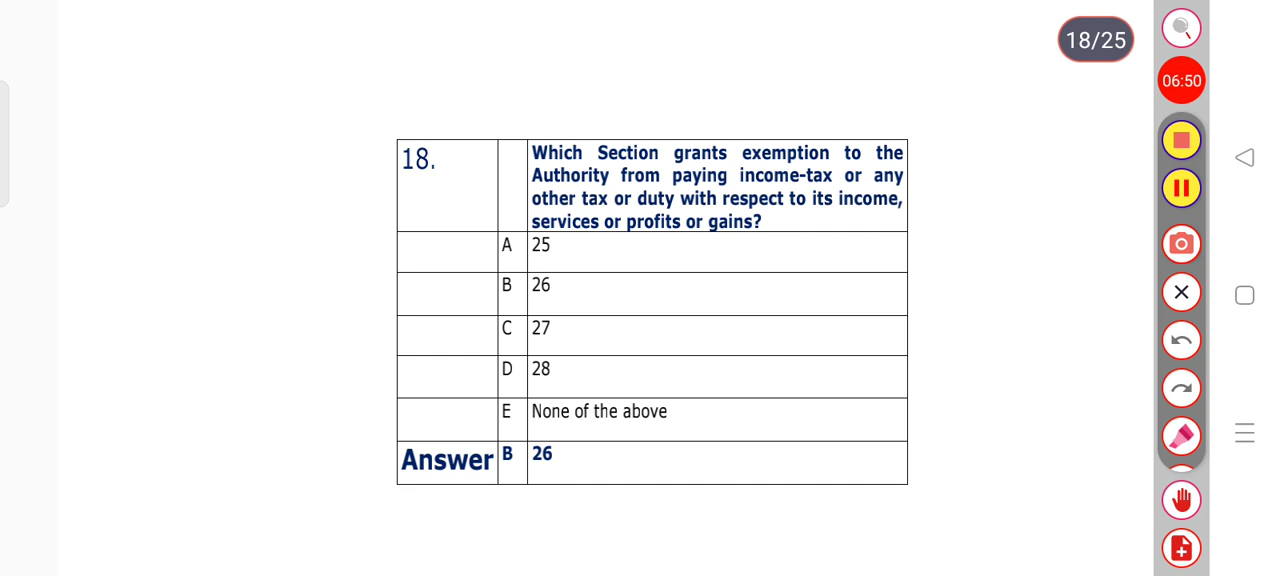 18/25
06:50
18. Which Section grants exemption to the
Authority from paying income-tax or any
other tax or duty with respect to its income,
services or profits or gains?
A 25
B 26
C 27
D 28
E None of the above
Answer B 26